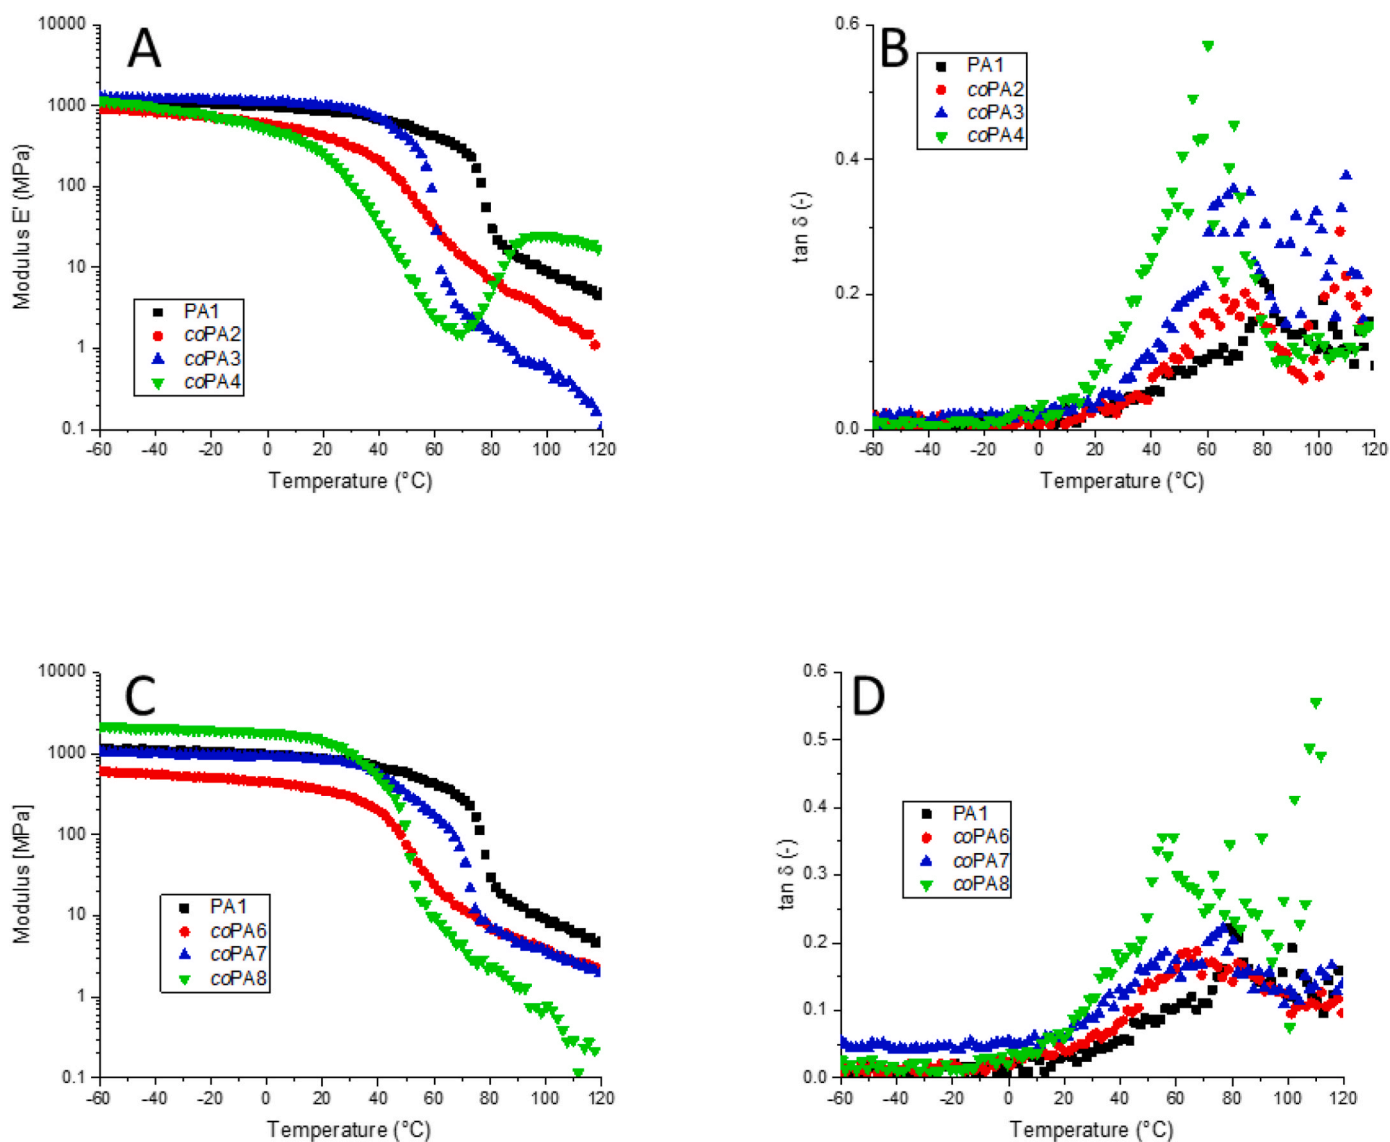 A
10000
1000
100
10
1
0.1
Modulus E' (MPa)
PA1
coPA2
coPA3
coPA4
-60 -40 -20 0 20 40 60 80 100 120
Temperature (°C)
B
0.6
0.4
0.2
0.0
tan δ (-)
PA1
coPA2
coPA3
coPA4
-60 -40 -20 0 20 40 60 80 100 120
Temperature (°C)
C
10000
1000
100
10
1
0.1
Modulus [MPa]
PA1
coPA6
coPA7
coPA8
-60 -40 -20 0 20 40 60 80 100 120
Temperature (°C)
D
0.6
0.5
0.4
0.3
0.2
0.1
0.0
tan δ (-)
PA1
coPA6
coPA7
coPA8
-60 -40 -20 0 20 40 60 80 100 120
Temperature (°C)